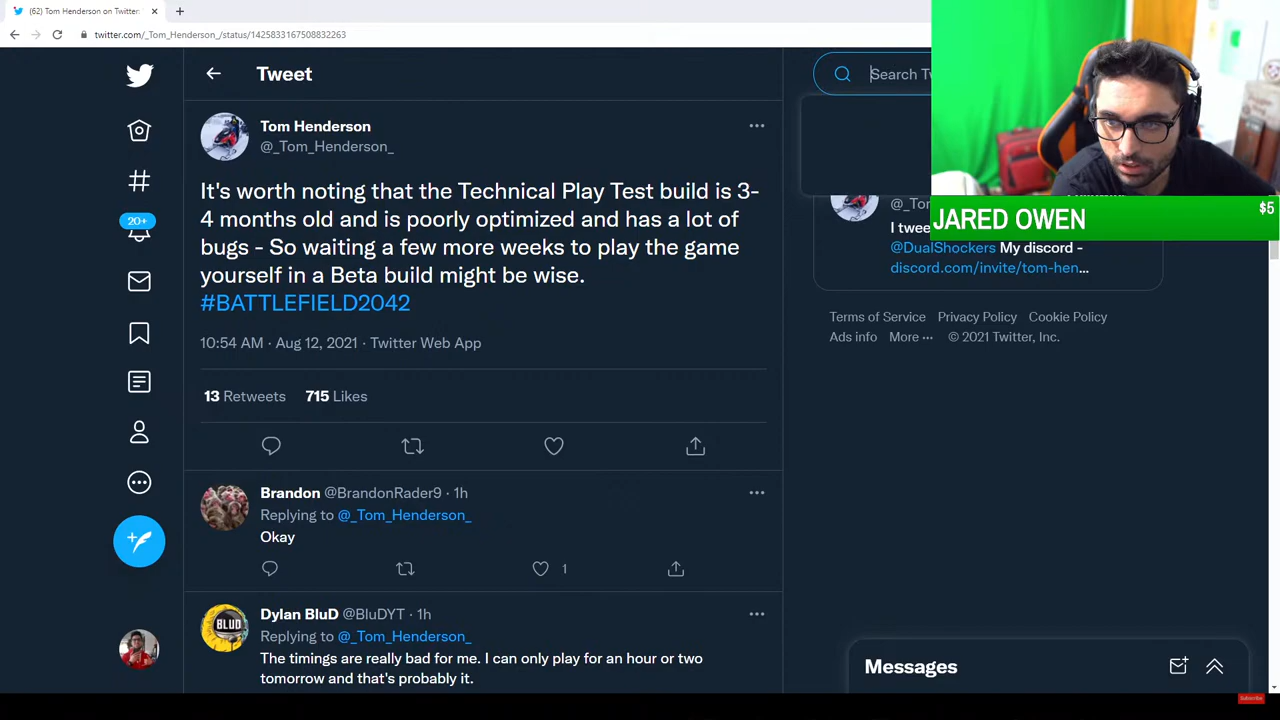 (62) Tom Henderson on Twitter
twitter.com/_Tom_Henderson_/status/1425833167508832263
Tweet
Search Tw
Tom Henderson
@_Tom_Henderson_
It's worth noting that the Technical Play Test build is 3-
4 months old and is poorly optimized and has a lot of
bugs - So waiting a few more weeks to play the game
yourself in a Beta build might be wise.
#BATTLEFIELD2042
10:54 AM · Aug 12, 2021 · Twitter Web App
13 Retweets 715 Likes
20+
Brandon @BrandonRader9 · 1h
Replying to @_Tom_Henderson_
Okay
1
BLUD
Dylan BluD @BluDYT · 1h
Replying to @_Tom_Henderson_
The timings are really bad for me. I can only play for an hour or two
tomorrow and that's probably it.
JARED OWEN
$5
@_To
I twee
@DualShockers My discord -
discord.com/invite/tom-hen...
Terms of Service Privacy Policy Cookie Policy
Ads info More ··· © 2021 Twitter, Inc.
Messages
Subscribe